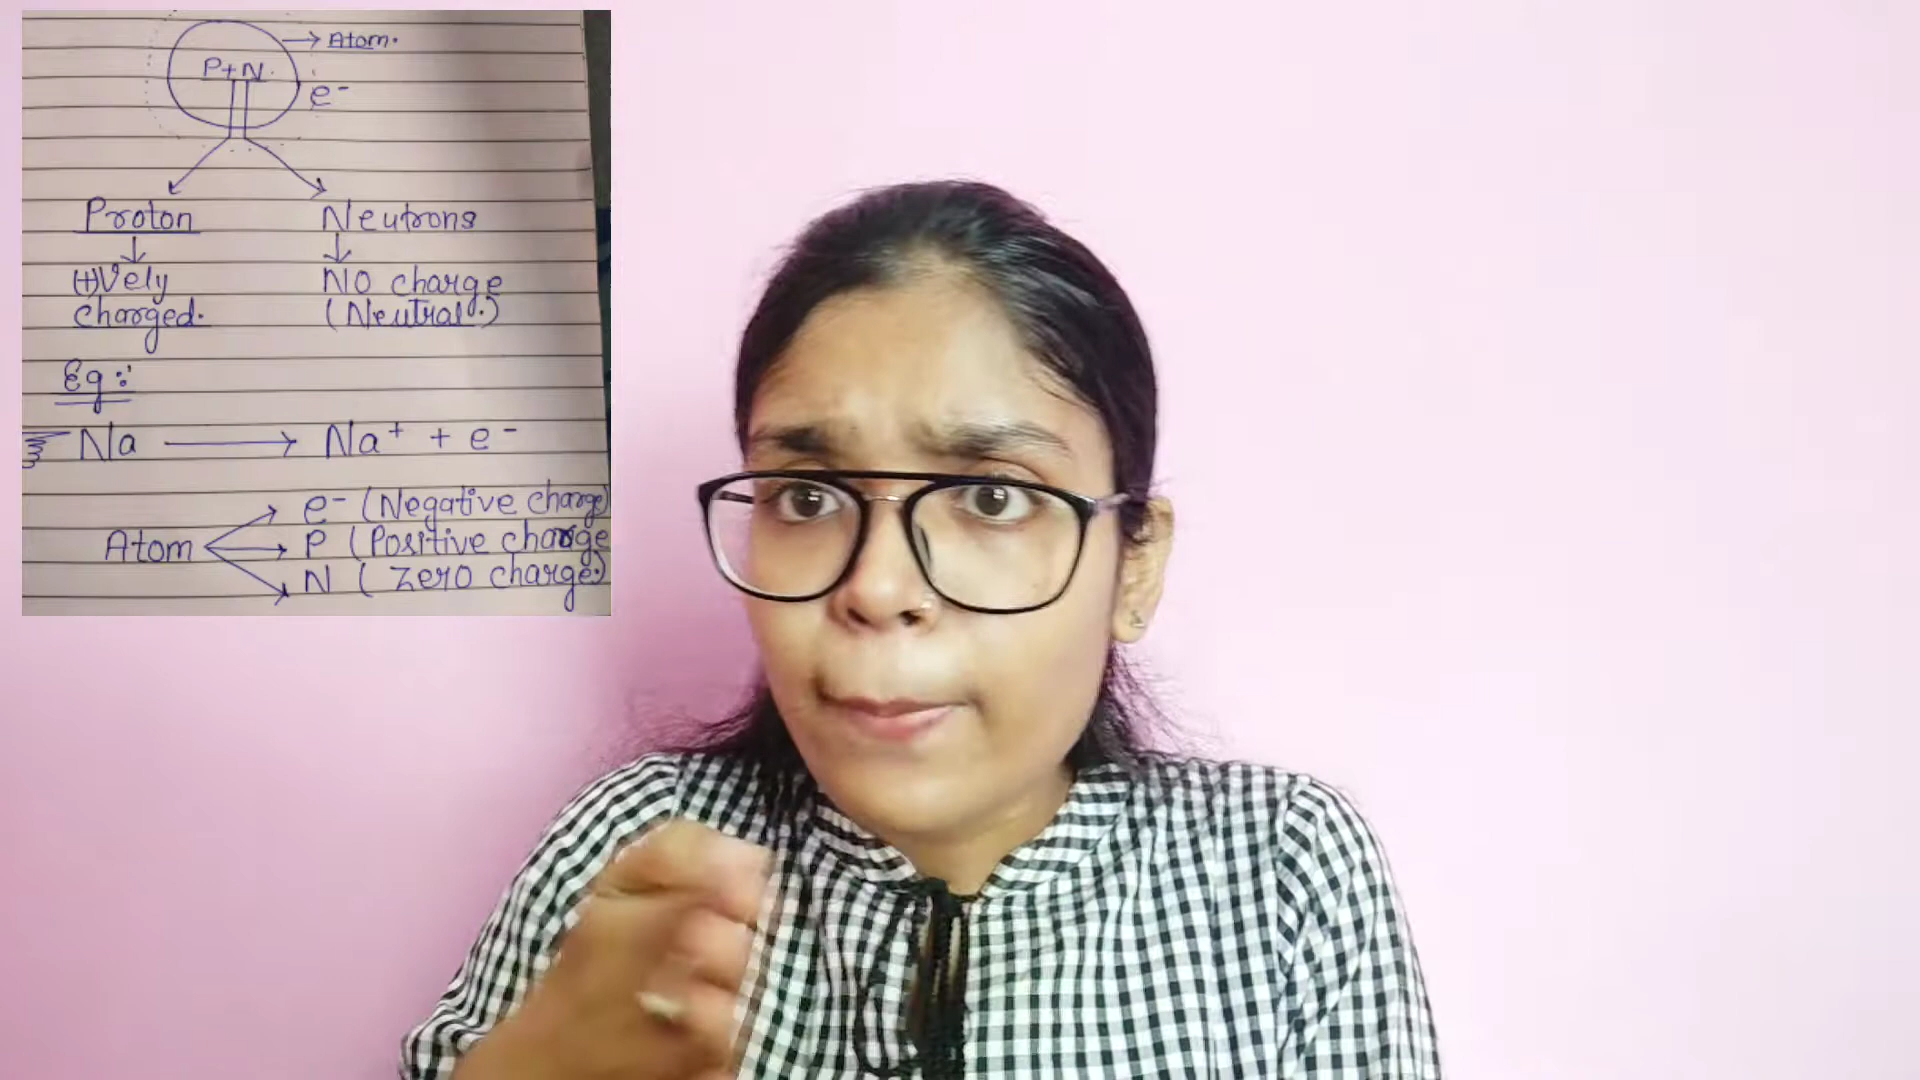 → Atom.
P+N.
e-
Proton Neutrons
↓ ↓
(+)Vely NO charge
charged. (Neutral.)
Eg :-
Na → Na+ + e-
e- (Negative charge)
Atom P (Positive charge
N ( Zero charge.)